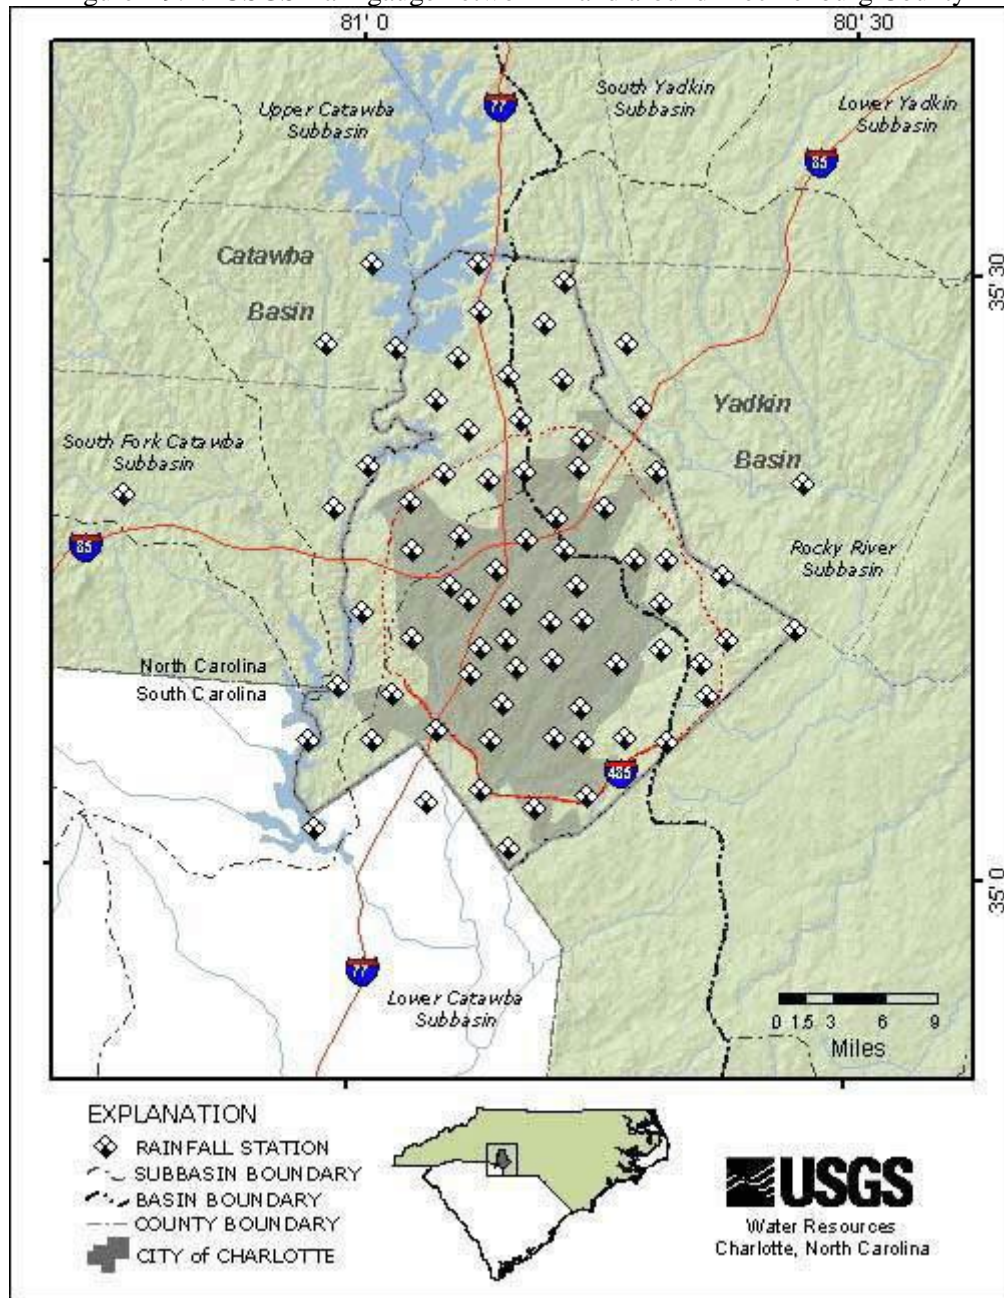 81° 0'
80° 30'
South Yadkin
Subbasin
Upper Catawba
Subbasin
Lower Yadkin
Subbasin
77
85
Catawba
Basin
35° 30'
Yadkin
Basin
South Fork Catawba
Subbasin
85
Rocky River
Subbasin
North Carolina
South Carolina
485
35° 0'
77
Lower Catawba
Subbasin
0 1.5 3 6 9
Miles
EXPLANATION
RAINFALL STATION
SUBBASIN BOUNDARY
BASIN BOUNDARY
COUNTY BOUNDARY
CITY of CHARLOTTE
USGS
Water Resources
Charlotte, North Carolina